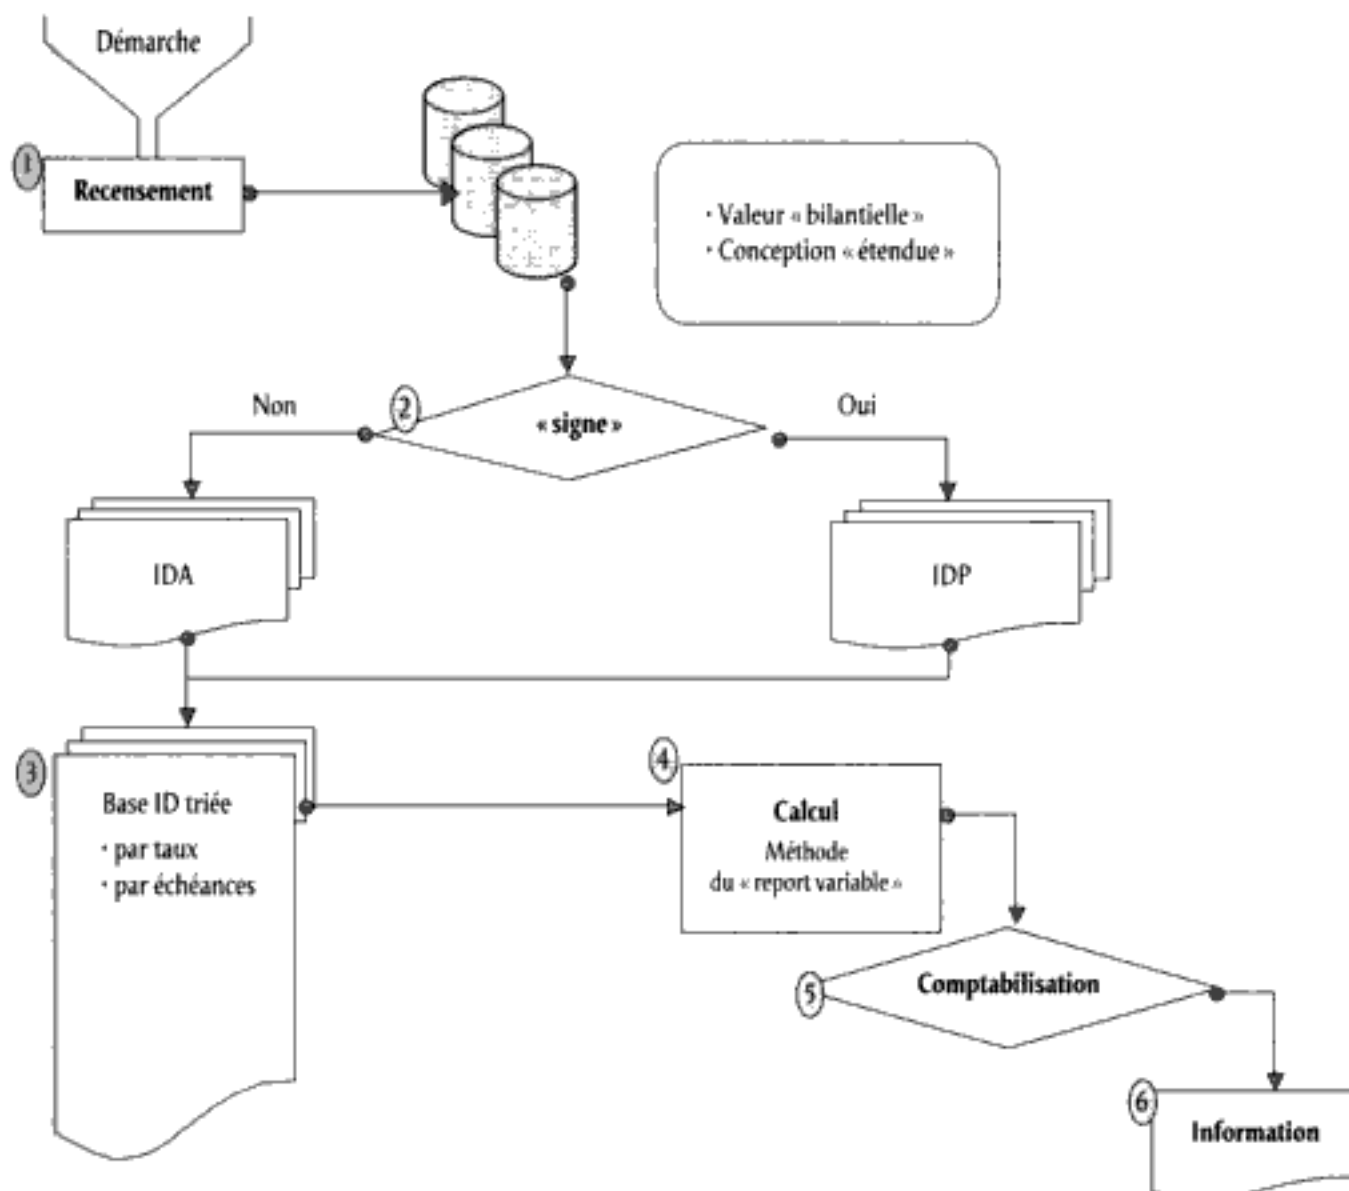 Démarche
1
Recensement
· Valeur « bilantielle »
· Conception « étendue »
Non
2
« signe »
Oui
IDA
IDP
3
Base ID triée
· par taux
· par échéances
4
Calcul
Méthode
du « report variable »
5
Comptabilisation
6
Information